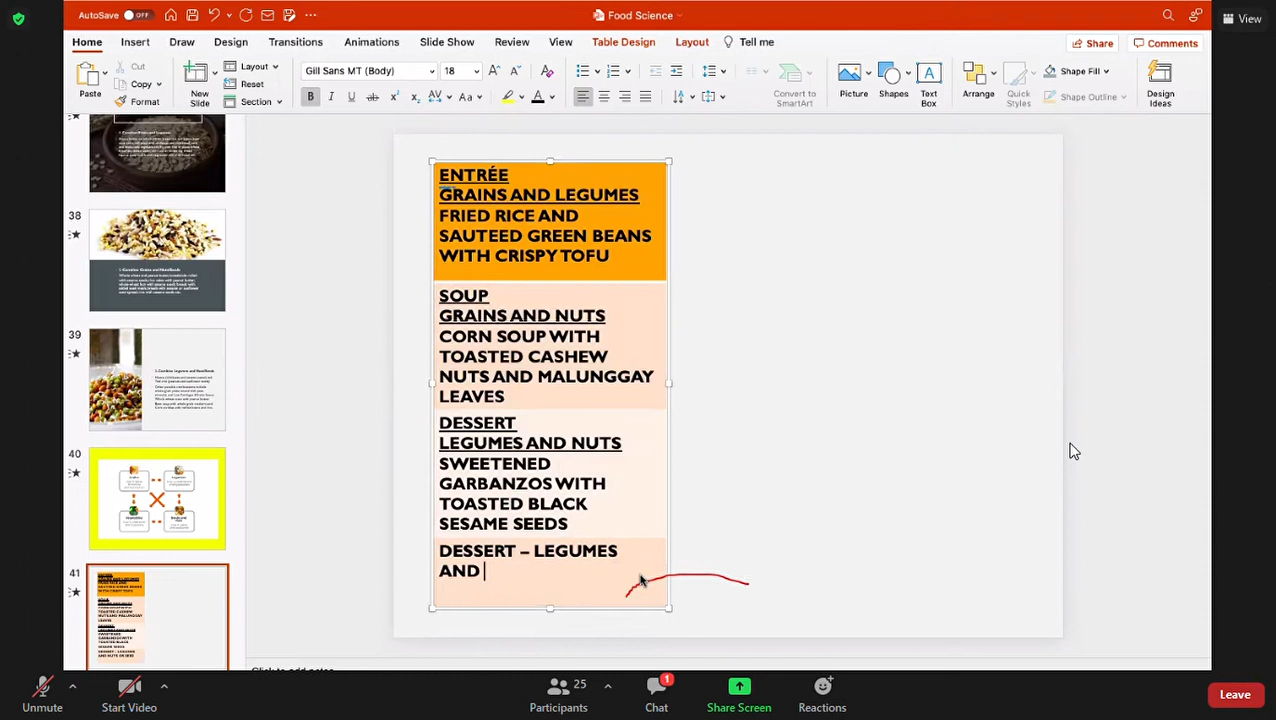 AutoSave OFF
Food Science
View
Home Insert Draw Design Transitions Animations Slide Show Review View Table Design Layout Tell me
Share Comments
Paste
Cut
Copy
Format
New Slide
Layout
Reset
Section
Gill Sans MT (Body) 18
Convert to SmartArt
Picture
Shapes
Text Box
Arrange
Quick Styles
Shape Fill
Shape Outline
Design Ideas
38
39
40
41
ENTRÉE
GRAINS AND LEGUMES
FRIED RICE AND
SAUTEED GREEN BEANS
WITH CRISPY TOFU
SOUP
GRAINS AND NUTS
CORN SOUP WITH
TOASTED CASHEW
NUTS AND MALUNGGAY
LEAVES
DESSERT
LEGUMES AND NUTS
SWEETENED
GARBANZOS WITH
TOASTED BLACK
SESAME SEEDS
DESSERT – LEGUMES
AND
Click to add notes
Unmute
Start Video
25
Participants
1
Chat
Share Screen
Reactions
Leave